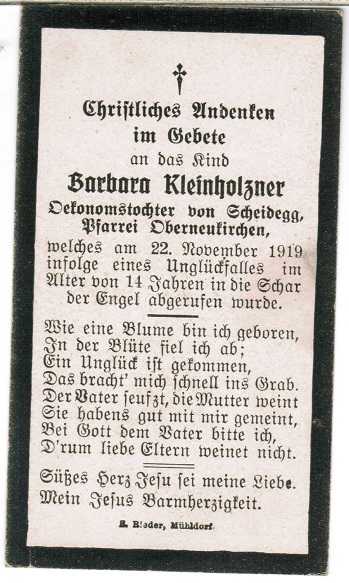 Christliches Andenken
im Gebete
an das Kind
Barbara Kleinholzner
Oekonomstochter von Scheidegg,
Pfarrei Oberneukirchen,
welches am 22. November 1919
infolge eines Unglückfalles im
Alter von 14 Jahren in die Schar
der Engel abgerufen wurde.
Wie eine Blume bin ich geboren,
In der Blüte fiel ich ab;
Ein Unglück ist gekommen,
Das bracht' mich schnell ins Grab.
Der Vater seufzt, die Mutter weint
Sie habens gut mit mir gemeint,
Bei Gott dem Vater bitte ich,
D'rum liebe Eltern weinet nicht.
Süßes Herz Jesu sei meine Liebe.
Mein Jesus Barmherzigkeit.
E. Rieder, Mühldorf.